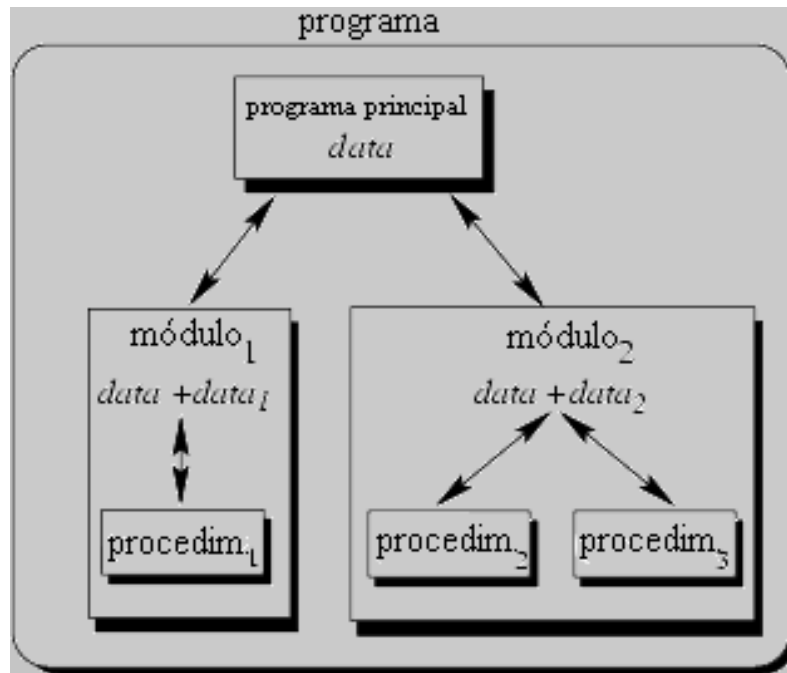 programa
programa principal
data
módulo₁
data +data₁
procedim.₁
módulo₂
data +data₂
procedim.₂
procedim.₃